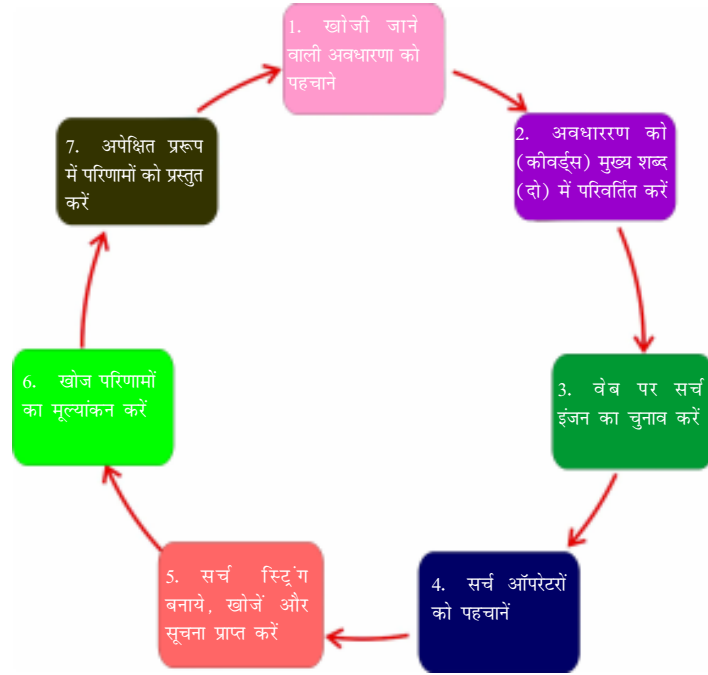 1. खोजी जाने
वाली अवधारणा को
पहचाने
2. अवधाररण को
(कीवर्ड्स) मुख्य शब्द
(दो) में परिवर्तित करें
3. वेब पर सर्च
इंजन का चुनाव करें
4. सर्च ऑपरेटरों
को पहचानें
5. सर्च स्ट्रिंग
बनाये, खोजें और
सूचना प्राप्त करें
6. खोज परिणामों
का मूल्यांकन करें
7. अपेक्षित प्ररूप
में परिणामों को प्रस्तुत
करें